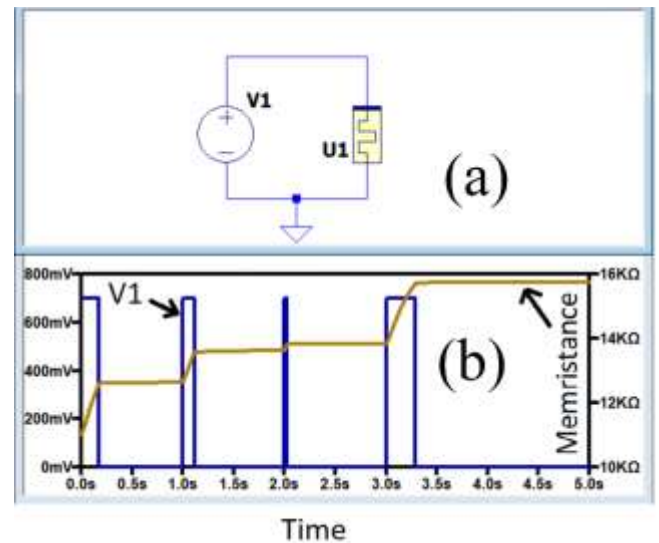 V1
U1
(a)
800mV
600mV
400mV
200mV
0mV
V1
(b)
16KΩ
14KΩ
12KΩ
10KΩ
Memristance
0.0s 0.5s 1.0s 1.5s 2.0s 2.5s 3.0s 3.5s 4.0s 4.5s 5.0s
Time